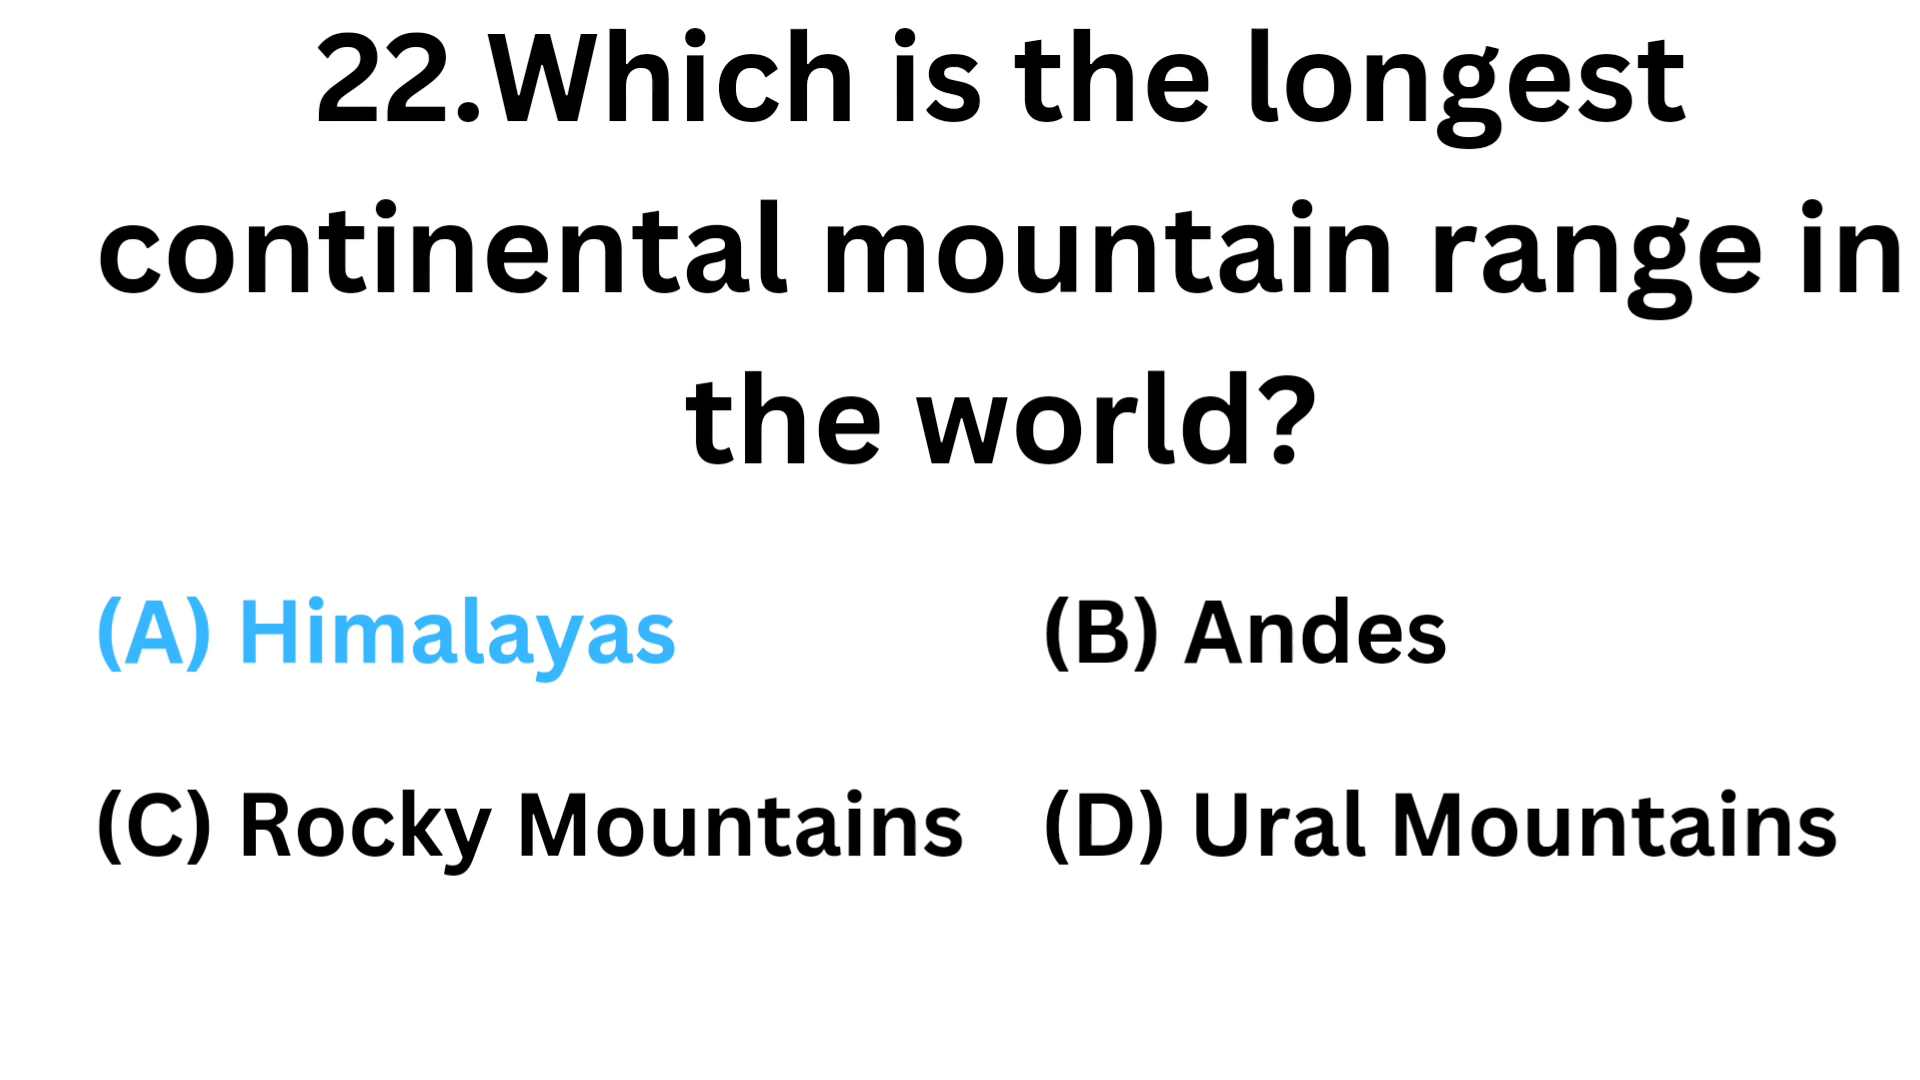 22.Which is the longest
continental mountain range in
the world?
(A) Himalayas
(B) Andes
(C) Rocky Mountains
(D) Ural Mountains